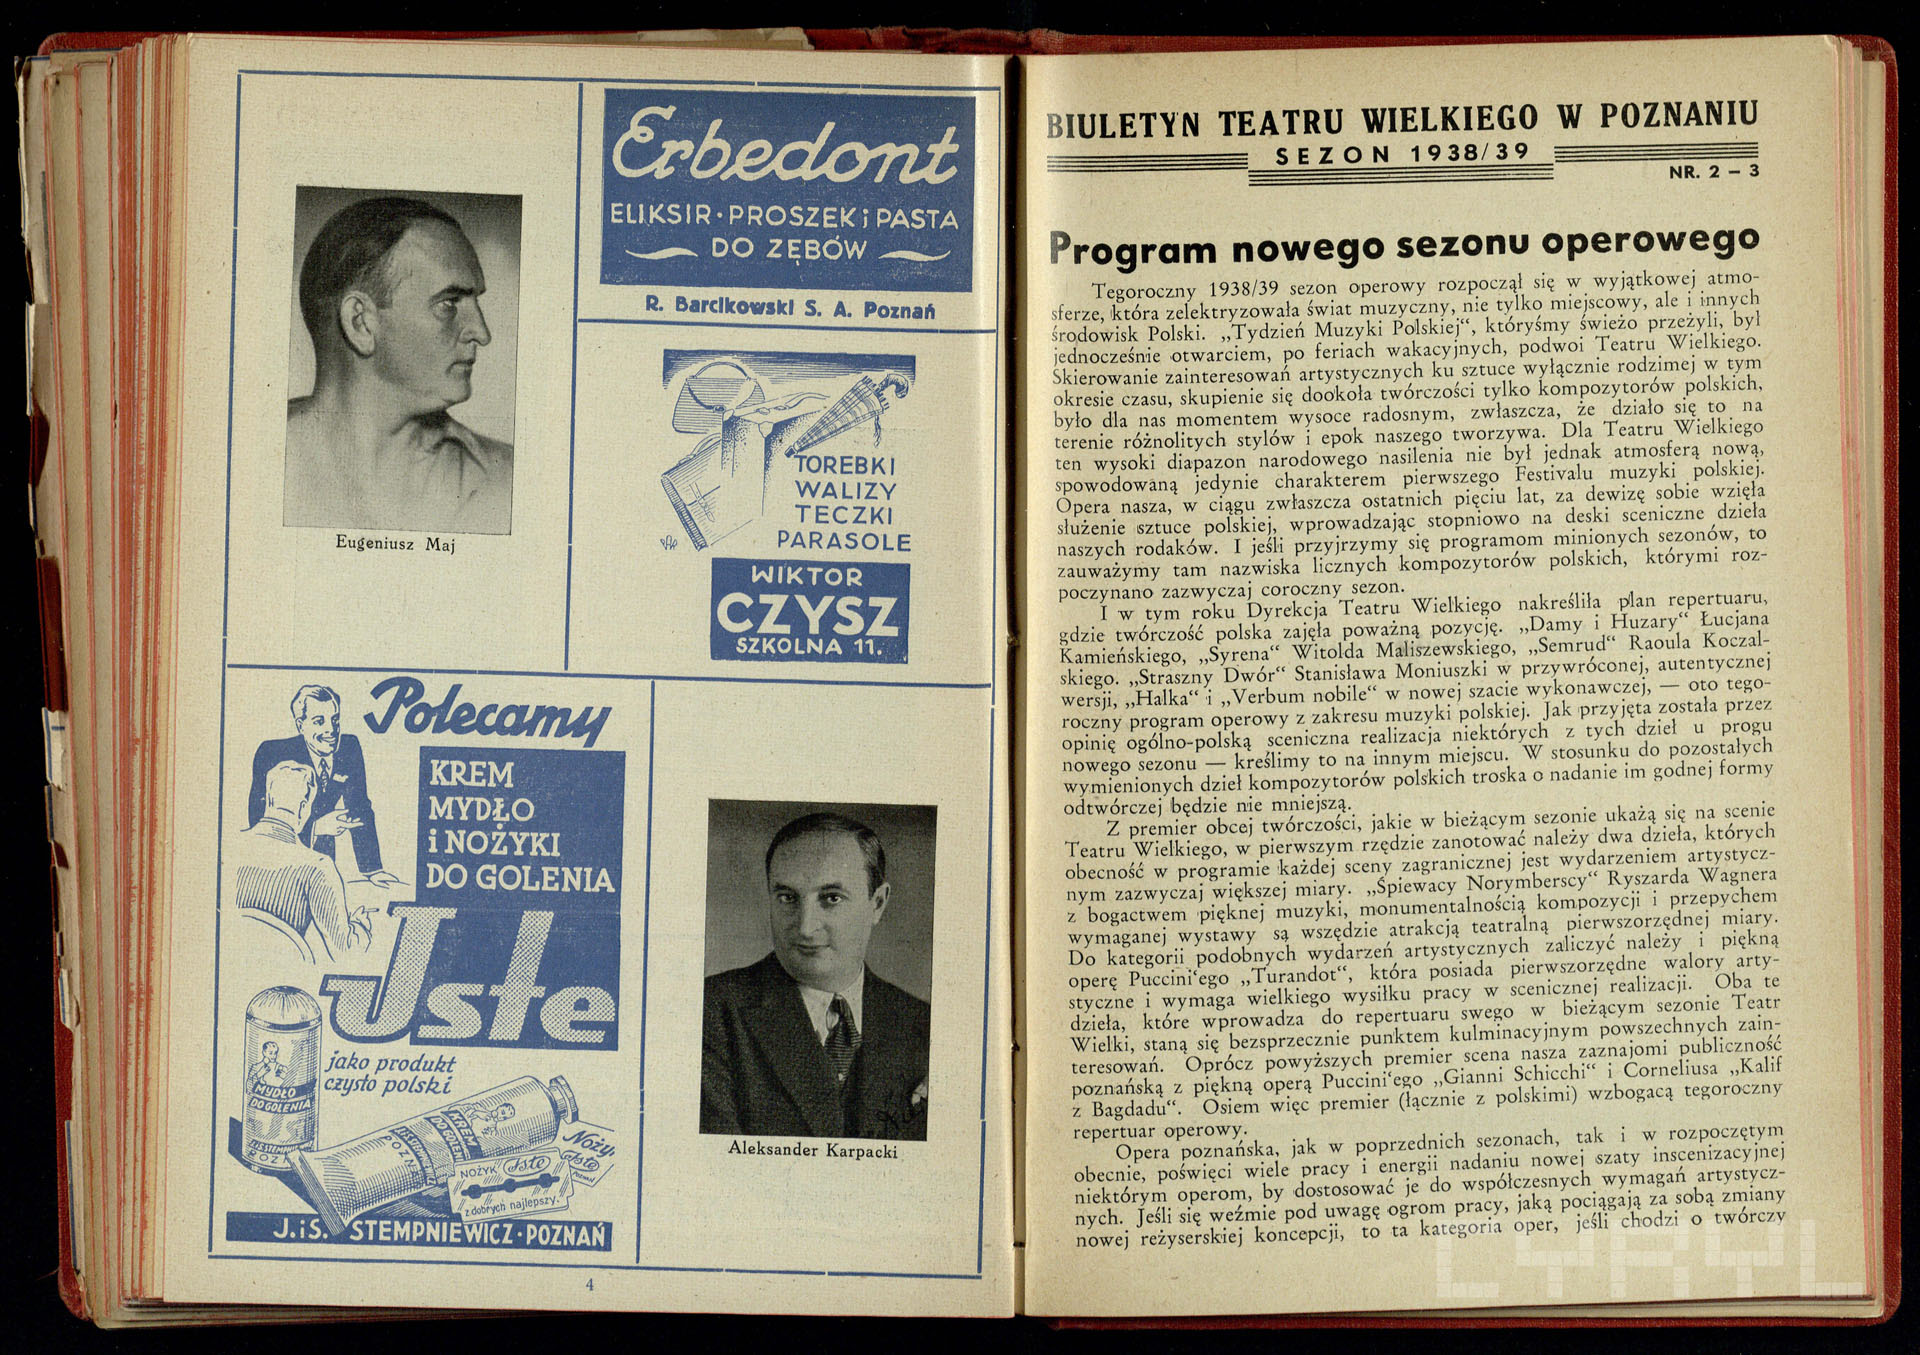 Eugeniusz Maj
Erbedont
ELIKSIR · PROSZEK i PASTA
DO ZĘBÓW
R. Barcikowski S. A. Poznań
TOREBKI
WALIZY
TECZKI
PARASOLE
WIKTOR
CZYSZ
SZKOLNA 11.
Polecamy
KREM
MYDŁO
i NOŻYKI
DO GOLENIA
Iste
jako produkt
czysto polski
MYDŁO
DO GOLENIA
KREM
DO GOLENIA
NOŻYK Iste
z dobrych najlepszy.
Nożyk
Iste
J. i S. STEMPNIEWICZ · POZNAŃ
Aleksander Karpacki
4
BIULETYN TEATRU WIELKIEGO W POZNANIU
SEZON 1938/39
NR. 2 — 3
Program nowego sezonu operowego
Tegoroczny 1938/39 sezon operowy rozpoczął się w wyjątkowej atmo-
sferze, która zelektryzowała świat muzyczny, nie tylko miejscowy, ale i innych
środowisk Polski. „Tydzień Muzyki Polskiej“, któryśmy świeżo przeżyli, był
jednocześnie otwarciem, po feriach wakacyjnych, podwoi Teatru Wielkiego.
Skierowanie zainteresowań artystycznych ku sztuce wyłącznie rodzimej w tym
okresie czasu, skupienie się dookoła twórczości tylko kompozytorów polskich,
było dla nas momentem wysoce radosnym, zwłaszcza, że działo się to na
terenie różnolitych stylów i epok naszego tworzywa. Dla Teatru Wielkiego
ten wysoki diapazon narodowego nasilenia nie był jednak atmosferą nową,
spowodowaną jedynie charakterem pierwszego Festivalu muzyki polskiej.
Opera nasza, w ciągu zwłaszcza ostatnich pięciu lat, za dewizę sobie wzięła
służenie sztuce polskiej, wprowadzając stopniowo na deski sceniczne dzieła
naszych rodaków. I jeśli przyjrzymy się programom minionych sezonów, to
zauważymy tam nazwiska licznych kompozytorów polskich, którymi roz-
poczynano zazwyczaj coroczny sezon.
I w tym roku Dyrekcja Teatru Wielkiego nakreśliła plan repertuaru,
gdzie twórczość polska zajęła poważną pozycję. „Damy i Huzary“ Łucjana
Kamieńskiego, „Syrena“ Witolda Maliszewskiego, „Semrud“ Raoula Koczal-
skiego. „Straszny Dwór“ Stanisława Moniuszki w przywróconej, autentycznej
wersji, „Halka“ i „Verbum nobile“ w nowej szacie wykonawczej, — oto tego-
roczny program operowy z zakresu muzyki polskiej. Jak przyjęta została przez
opinię ogólno-polską sceniczna realizacja niektórych z tych dzieł u progu
nowego sezonu — kreślimy to na innym miejscu. W stosunku do pozostałych
wymienionych dzieł kompozytorów polskich troska o nadanie im godnej formy
odtwórczej będzie nie mniejszą.
Z premier obcej twórczości, jakie w bieżącym sezonie ukażą się na scenie
Teatru Wielkiego, w pierwszym rzędzie zanotować należy dwa dzieła, których
obecność w programie każdej sceny zagranicznej jest wydarzeniem artystycz-
nym zazwyczaj większej miary. „Śpiewacy Norymberscy“ Ryszarda Wagnera
z bogactwem pięknej muzyki, monumentalnością kompozycji i przepychem
wymaganej wystawy są wszędzie atrakcją teatralną pierwszorzędnej miary.
Do kategorii podobnych wydarzeń artystycznych zaliczyć należy i piękną
operę Puccini‘ego „Turandot“, która posiada pierwszorzędne walory arty-
styczne i wymaga wielkiego wysiłku pracy w scenicznej realizacji. Oba te
dzieła, które wprowadza do repertuaru swego w bieżącym sezonie Teatr
Wielki, staną się bezsprzecznie punktem kulminacyjnym powszechnych zain-
teresowań. Oprócz powyższych premier scena nasza zaznajomi publiczność
poznańską z piękną operą Puccini‘ego „Gianni Schicchi“ i Corneliusa „Kalif
z Bagdadu“. Osiem więc premier (łącznie z polskimi) wzbogacą tegoroczny
repertuar operowy.
Opera poznańska, jak w poprzednich sezonach, tak i w rozpoczętym
obecnie, poświęci wiele pracy i energii nadaniu nowej szaty inscenizacyjnej
niektórym operom, by dostosować je do współczesnych wymagań artystycz-
nych. Jeśli się weźmie pod uwagę ogrom pracy, jaką pociągają za sobą zmiany
nowej reżyserskiej koncepcji, to ta kategoria oper, jeśli chodzi o twórczy